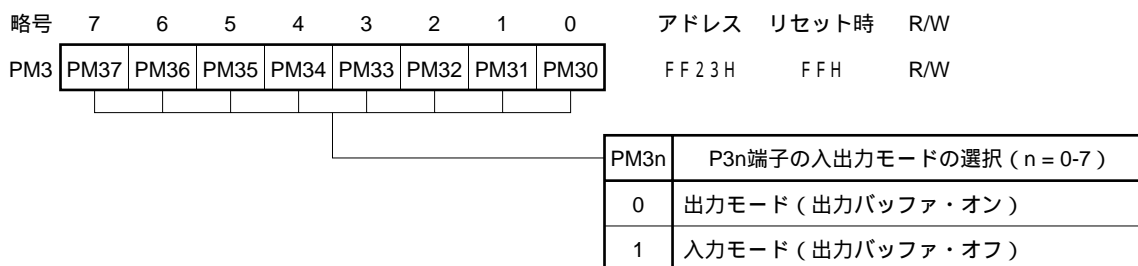 略号 7 6 5 4 3 2 1 0 アドレス リセット時 R/W
PM3 PM37 PM36 PM35 PM34 PM33 PM32 PM31 PM30 FF23H FFH R/W
PM3n P3n端子の入出力モードの選択(n = 0-7)
0 出力モード(出力バッファ・オン)
1 入力モード(出力バッファ・オフ)